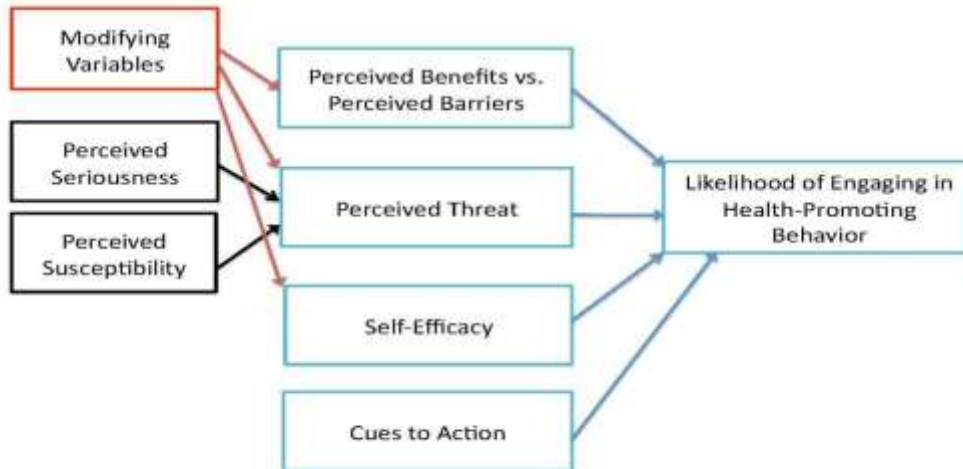 Modifying
Variables
Perceived
Seriousness
Perceived
Susceptibility
Perceived Benefits vs.
Perceived Barriers
Perceived Threat
Self-Efficacy
Cues to Action
Likelihood of Engaging in
Health-Promoting
Behavior